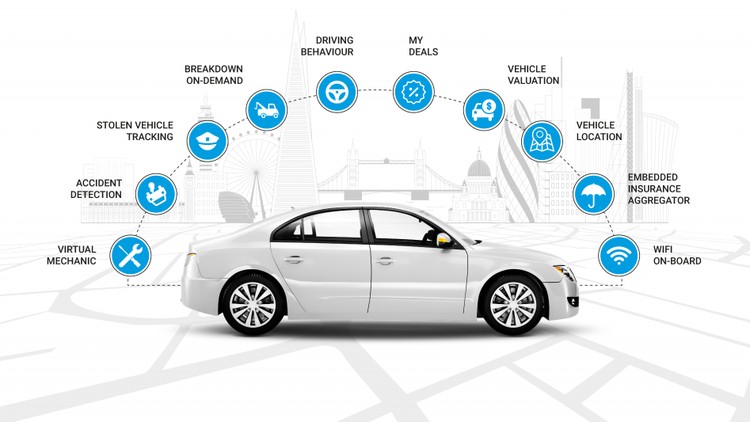 DRIVING
BEHAVIOUR
MY
DEALS
BREAKDOWN
ON-DEMAND
VEHICLE
VALUATION
STOLEN VEHICLE
TRACKING
VEHICLE
LOCATION
ACCIDENT
DETECTION
EMBEDDED
INSURANCE
AGGREGATOR
VIRTUAL
MECHANIC
WIFI
ON-BOARD